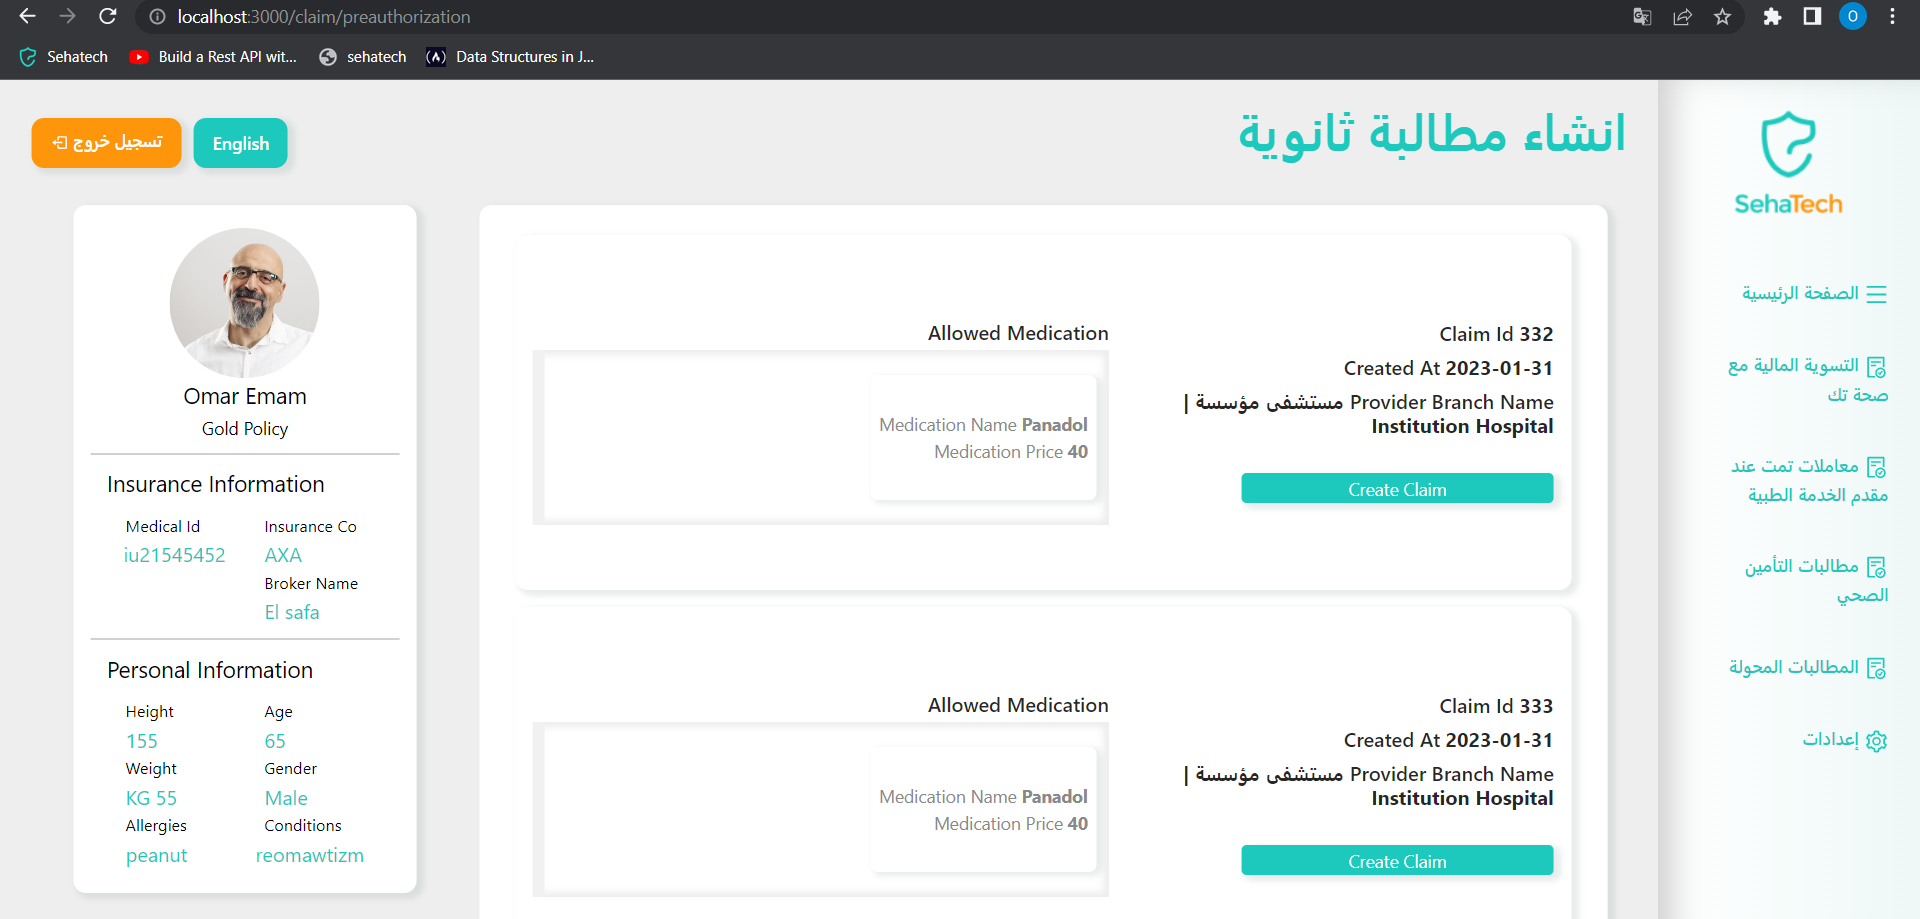 localhost:3000/claim/preauthorization
Sehatech
Build a Rest API wit...
sehatech
Data Structures in J...
O
تسجيل خروج
English
انشاء مطالبة ثانوية
SehaTech
الصفحة الرئيسية
التسوية المالية مع
صحة تك
معاملات تمت عند
مقدم الخدمة الطبية
مطالبات التأمين
الصحي
المطالبات المحولة
إعدادات
Omar Emam
Gold Policy
Insurance Information
Medical Id
iu21545452
Insurance Co
AXA
Broker Name
El safa
Personal Information
Height
155
Age
65
Weight
KG 55
Gender
Male
Allergies
peanut
Conditions
reomawtizm
Claim Id 332
Created At 2023-01-31
Provider Branch Name مستشفى مؤسسة |
Institution Hospital
Create Claim
Allowed Medication
Medication Name Panadol
Medication Price 40
Claim Id 333
Created At 2023-01-31
Provider Branch Name مستشفى مؤسسة |
Institution Hospital
Create Claim
Allowed Medication
Medication Name Panadol
Medication Price 40